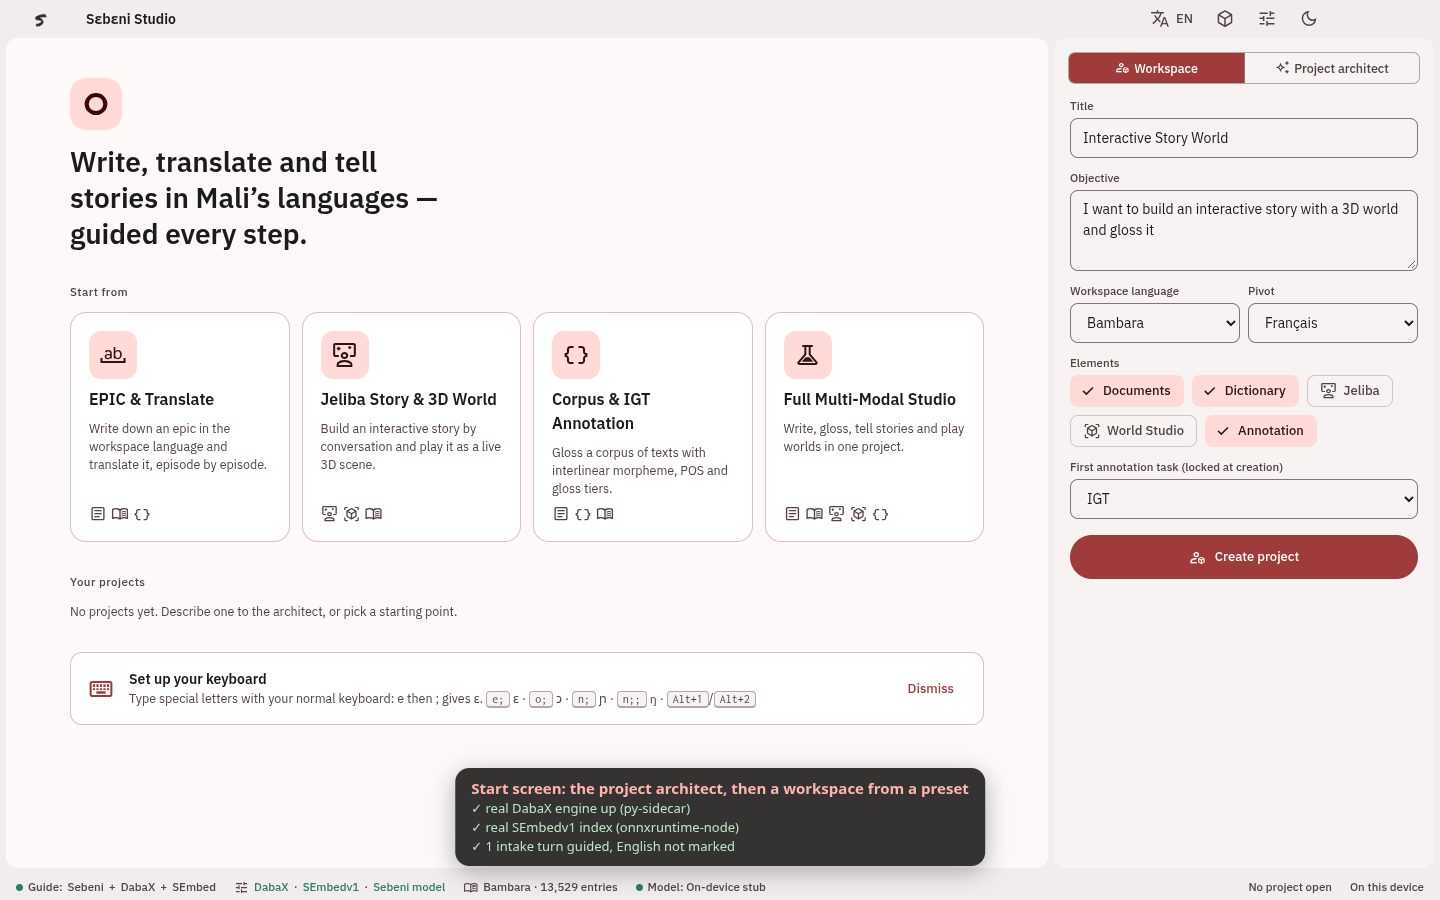 Sɛbɛni Studio
EN
Write, translate and tell
stories in Mali’s languages —
guided every step.
Start from
ab
EPIC & Translate
Write down an epic in the
workspace language and
translate it, episode by episode.
Jeliba Story & 3D World
Build an interactive story by
conversation and play it as a live
3D scene.
Corpus & IGT
Annotation
Gloss a corpus of texts with
interlinear morpheme, POS and
gloss tiers.
Full Multi-Modal Studio
Write, gloss, tell stories and play
worlds in one project.
Your projects
No projects yet. Describe one to the architect, or pick a starting point.
Set up your keyboard
Type special letters with your normal keyboard: e then ; gives ɛ. e; ɛ · o; ɔ · n; ɲ · n;; ŋ · Alt+1/Alt+2
Dismiss
Workspace
Project architect
Title
Interactive Story World
Objective
I want to build an interactive story with a 3D world
and gloss it
Workspace language Pivot
Bambara Français
Elements
Documents Dictionary Jeliba
World Studio Annotation
First annotation task (locked at creation)
IGT
Create project
Start screen: the project architect, then a workspace from a preset
✓ real DabaX engine up (py-sidecar)
✓ real SEmbedv1 index (onnxruntime-node)
✓ 1 intake turn guided, English not marked
Guide: Sebeni + DabaX + SEmbed DabaX · SEmbedv1 · Sebeni model Bambara · 13,529 entries Model: On-device stub No project open On this device